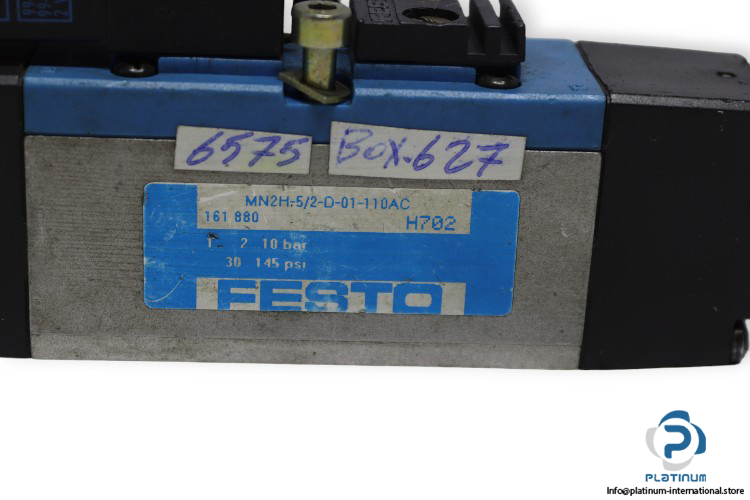 6575
BOX.627
MN2H-5/2-D-01-110AC
161 880
H702
2 10 bar
30 145 psi
FESTO
PLATINUM
Info@platinum-international.store